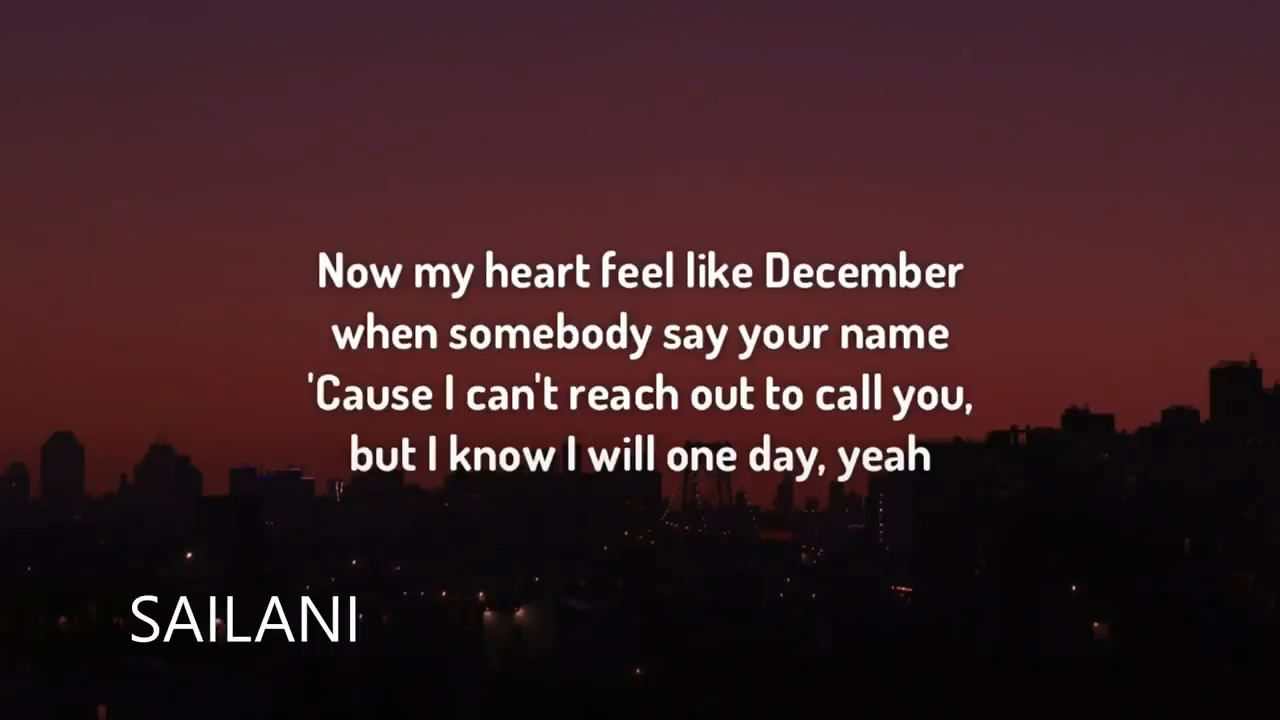 Now my heart feel like December
when somebody say your name
'Cause I can't reach out to call you,
but I know I will one day, yeah
SAILANI